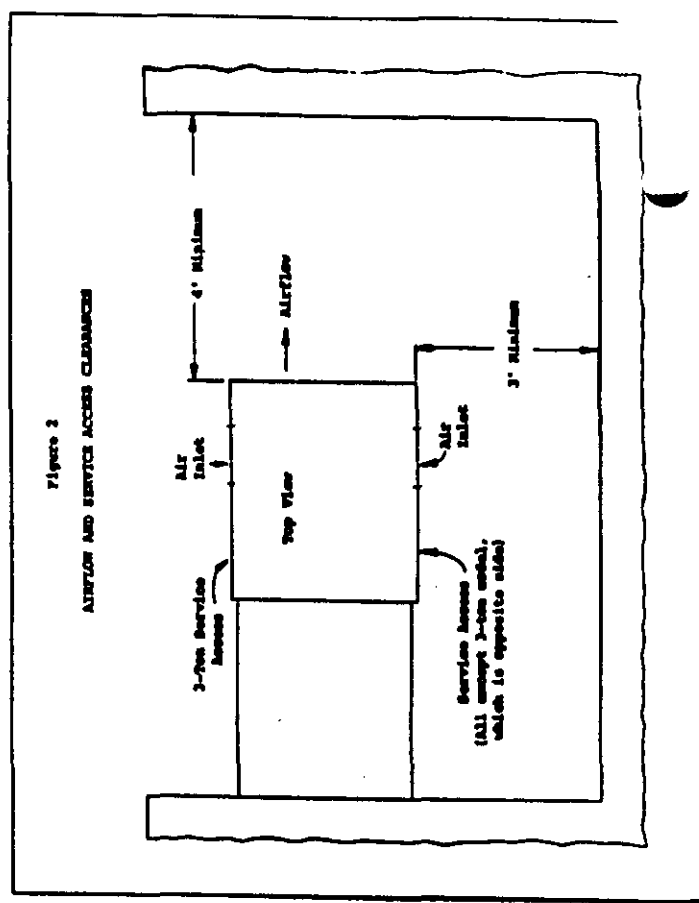 Figure 2
AIRFLOW AND SERVICE ACCESS CLEARANCES
4' Minimum
Airflow
Air
Inlet
3-Ton Service
Access
Top View
Air
Inlet
3' Minimum
Service Access
(All except 3-ton model,
which is opposite side)